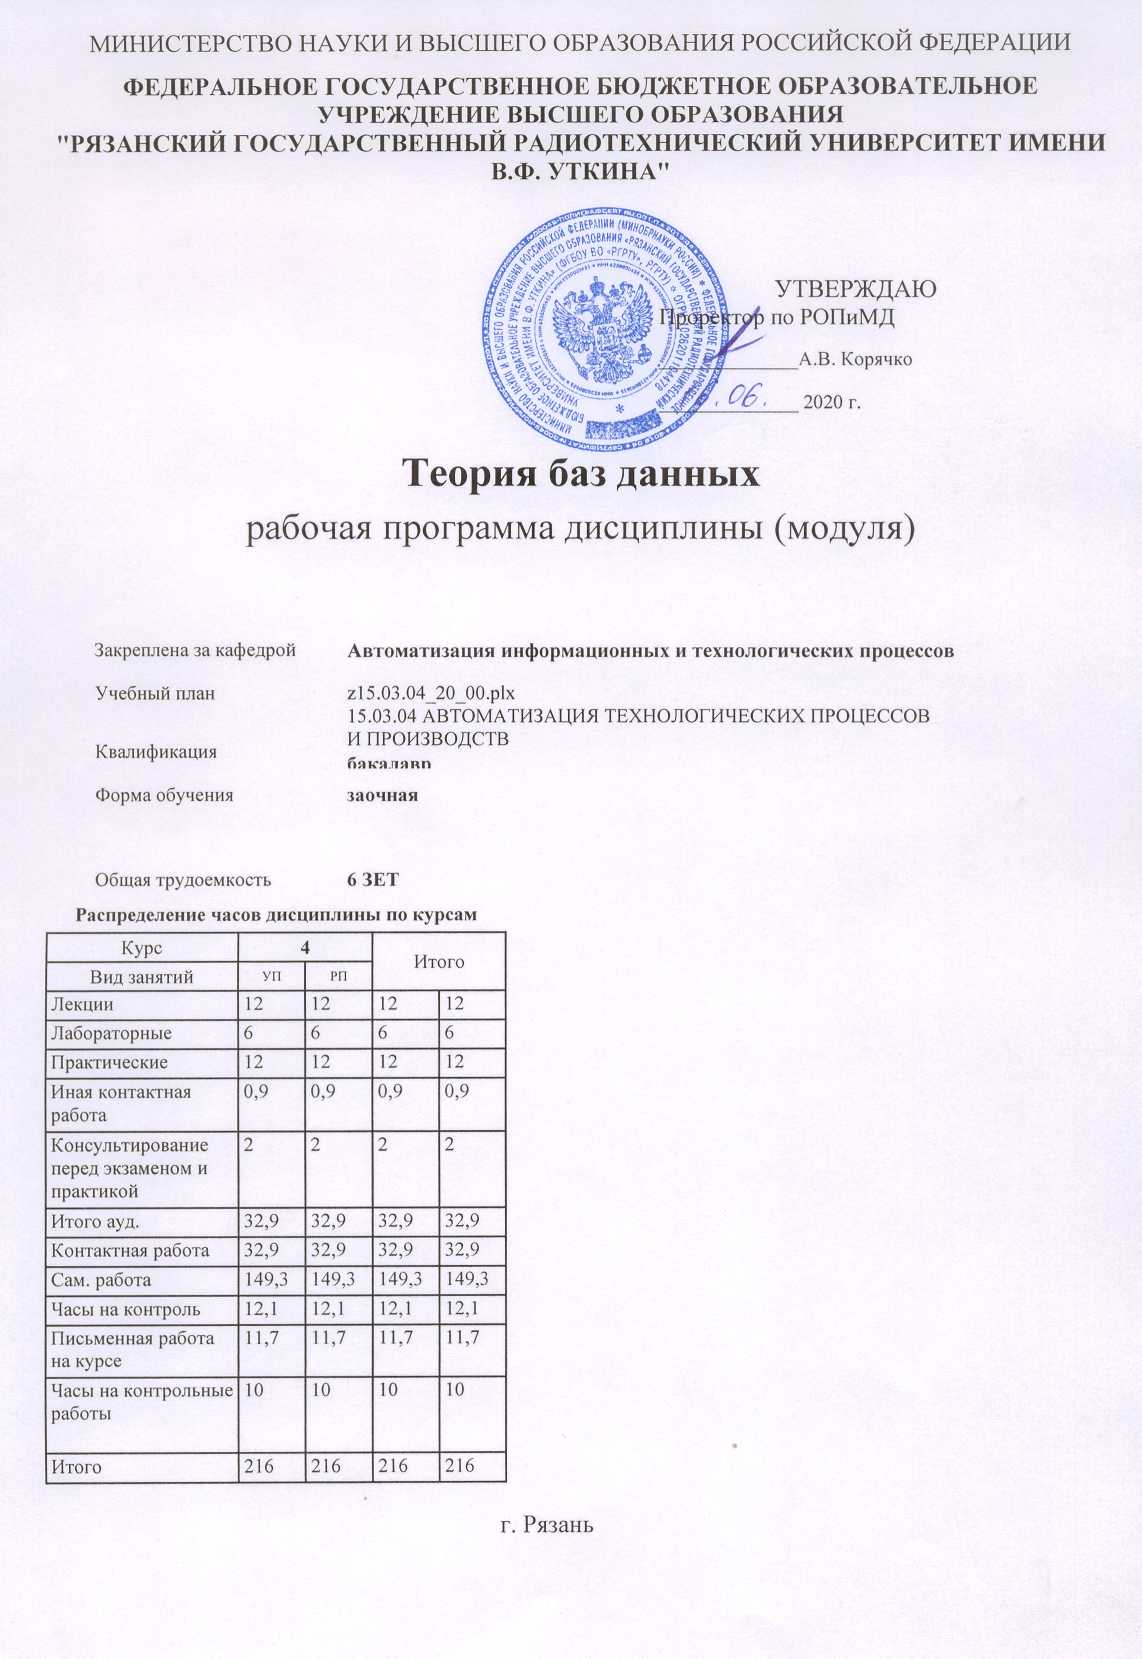 МИНИСТЕРСТВО НАУКИ И ВЫСШЕГО ОБРАЗОВАНИЯ РОССИЙСКОЙ ФЕДЕРАЦИИ
ФЕДЕРАЛЬНОЕ ГОСУДАРСТВЕННОЕ БЮДЖЕТНОЕ ОБРАЗОВАТЕЛЬНОЕ
УЧРЕЖДЕНИЕ ВЫСШЕГО ОБРАЗОВАНИЯ
"РЯЗАНСКИЙ ГОСУДАРСТВЕННЫЙ РАДИОТЕХНИЧЕСКИЙ УНИВЕРСИТЕТ ИМЕНИ
В.Ф. УТКИНА"
УТВЕРЖДАЮ
Проректор по РОПиМД
А.В. Корячко
.06. 2020 г.
Теория баз данных
рабочая программа дисциплины (модуля)
Закреплена за кафедрой Автоматизация информационных и технологических процессов
Учебный план z15.03.04_20_00.plx
15.03.04 АВТОМАТИЗАЦИЯ ТЕХНОЛОГИЧЕСКИХ ПРОЦЕССОВ
И ПРОИЗВОДСТВ
Квалификация бакалавр
Форма обучения заочная
Общая трудоемкость 6 ЗЕТ
Распределение часов дисциплины по курсам
Курс 4 Итого
Вид занятий УП РП
Лекции 12 12 12 12
Лабораторные 6 6 6 6
Практические 12 12 12 12
Иная контактная 0,9 0,9 0,9 0,9
работа
Консультирование 2 2 2 2
перед экзаменом и
практикой
Итого ауд. 32,9 32,9 32,9 32,9
Контактная работа 32,9 32,9 32,9 32,9
Сам. работа 149,3 149,3 149,3 149,3
Часы на контроль 12,1 12,1 12,1 12,1
Письменная работа 11,7 11,7 11,7 11,7
на курсе
Часы на контрольные 10 10 10 10
работы
Итого 216 216 216 216
г. Рязань